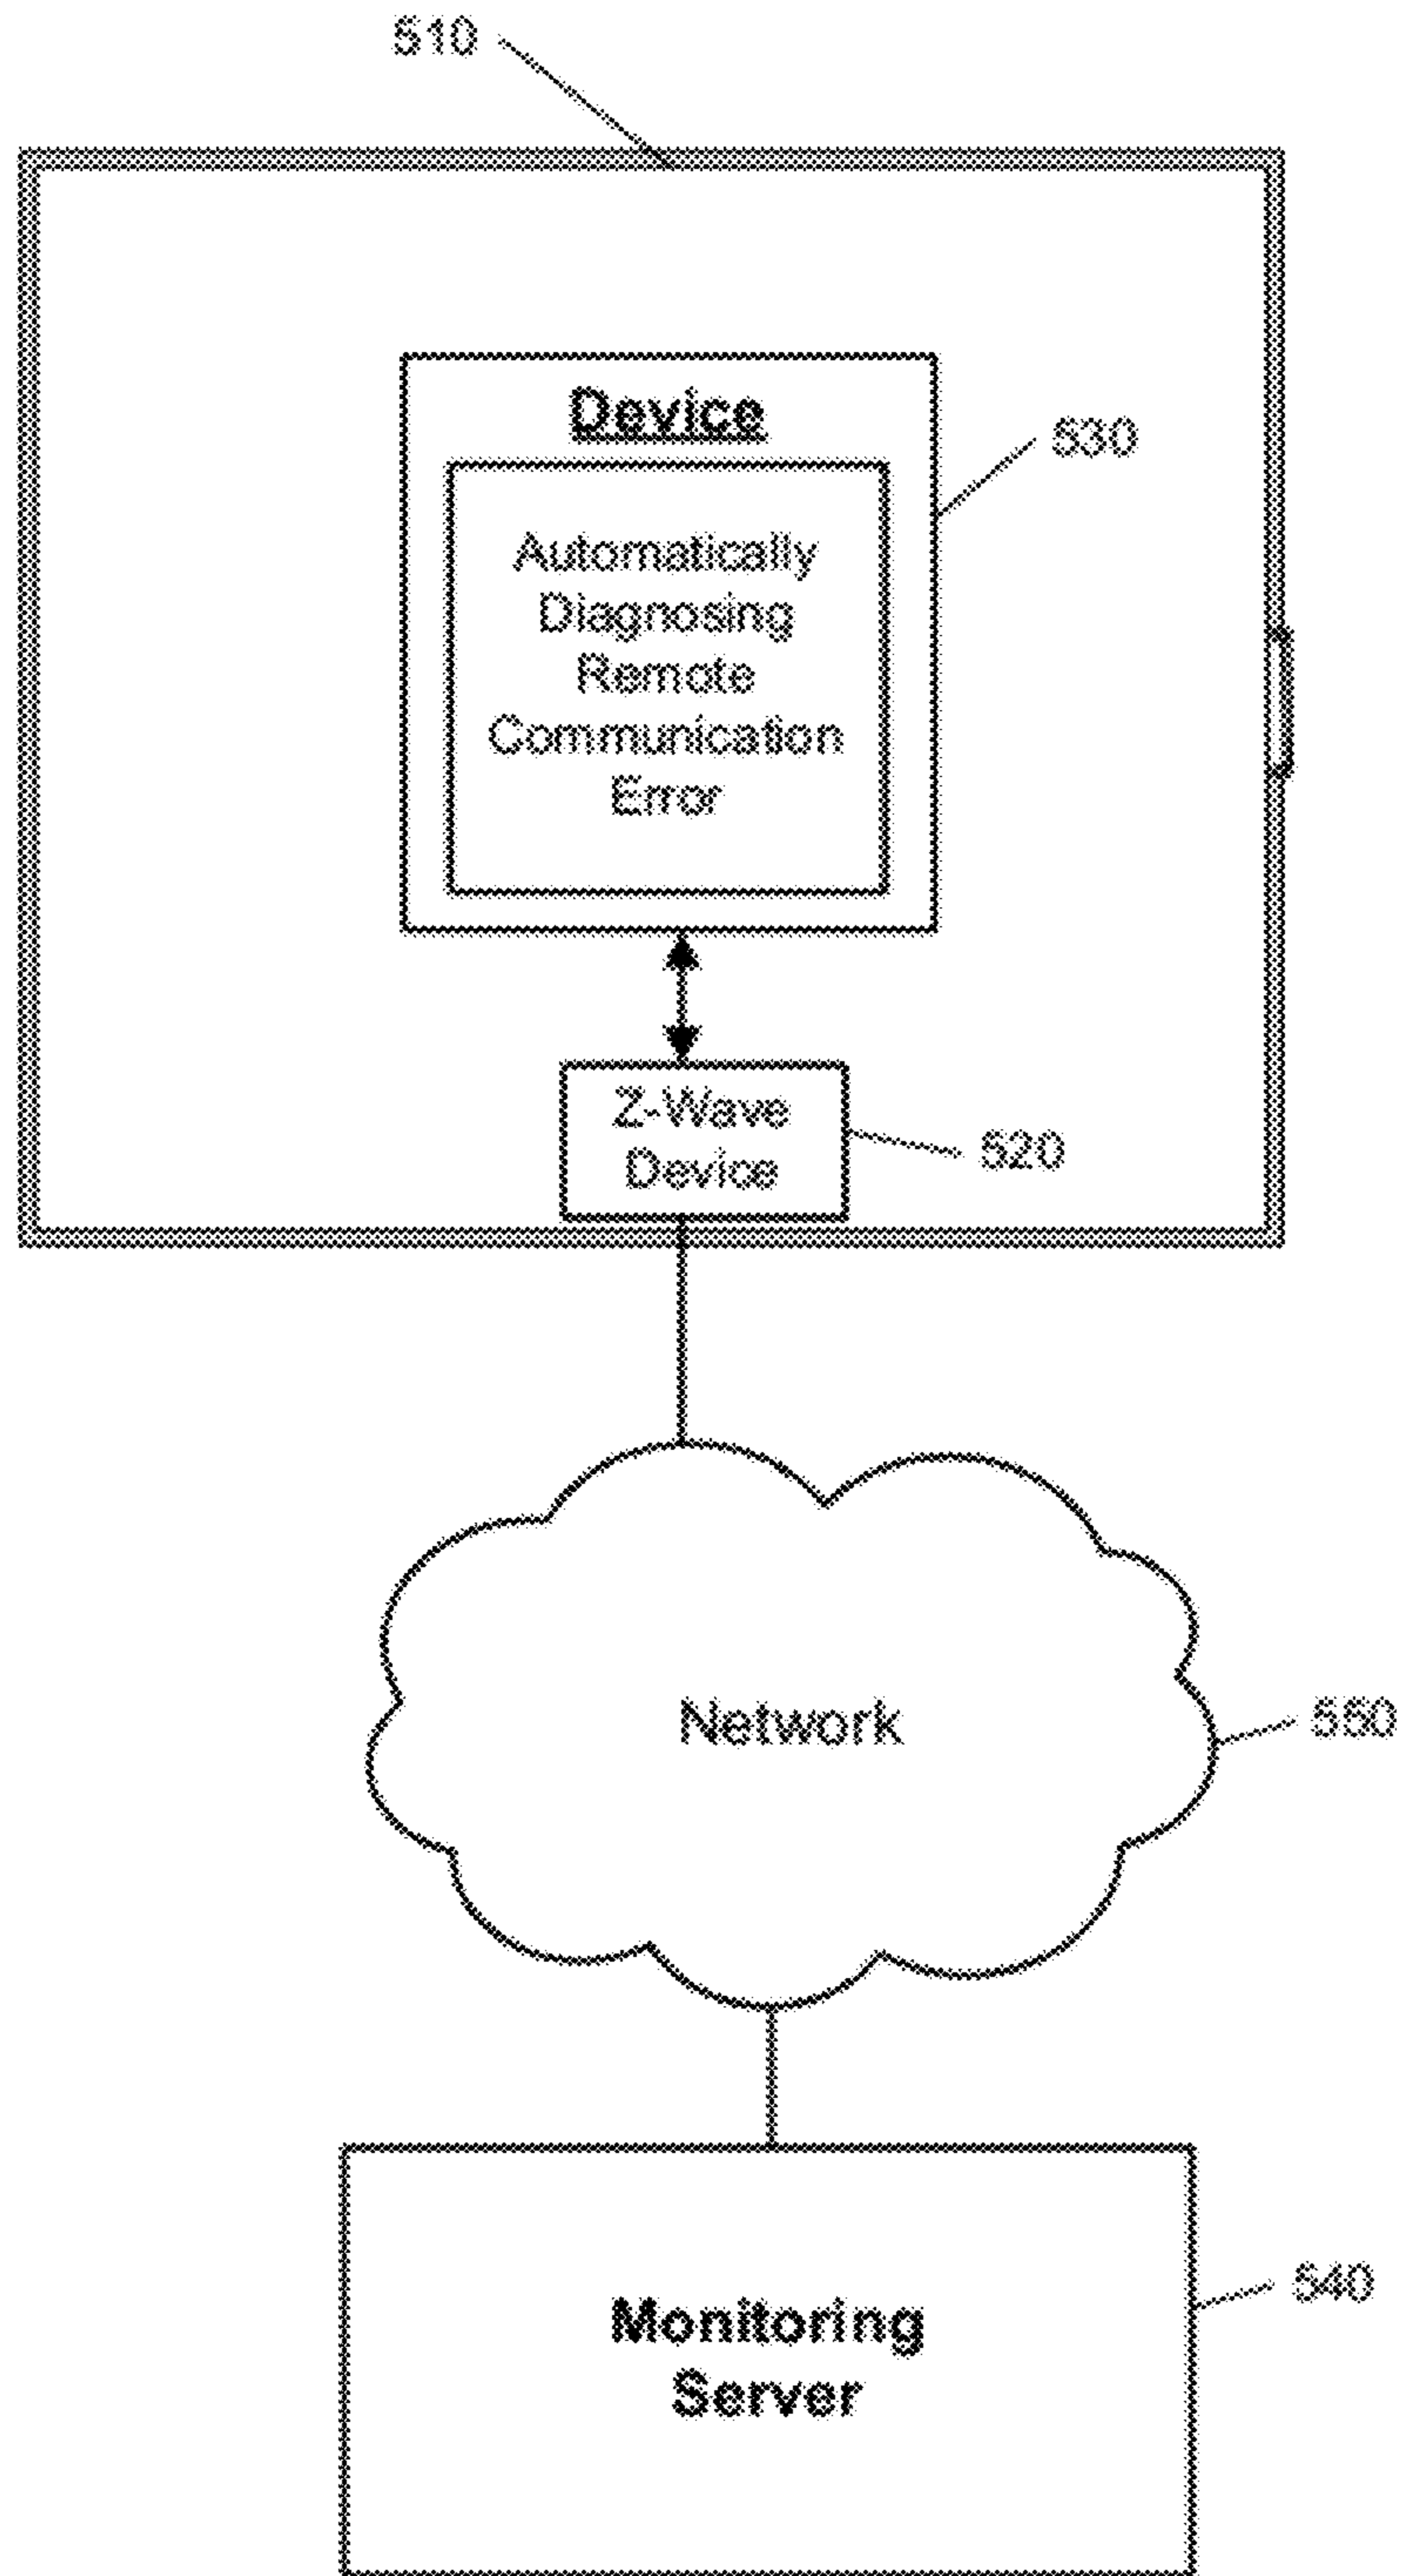 510
Device
530
Automatically
Diagnosing
Remote
Communication
Error
Z-Wave
Device
520
Network
550
540
Monitoring
Server